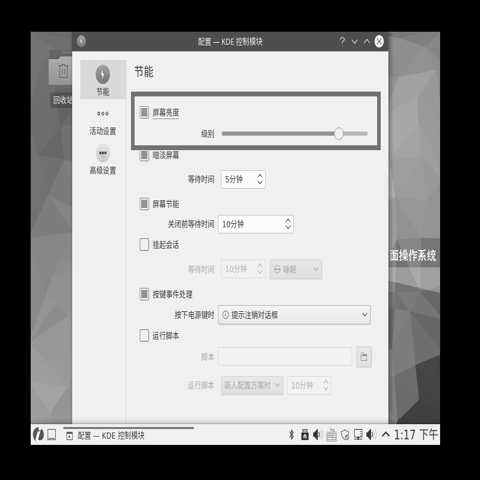 配置 — KDE 控制模块
回收站
节能
节能
活动设置
高级设置
屏幕亮度
级别
暗淡屏幕
等待时间 5分钟
屏幕节能
关闭前等待时间 10分钟
挂起会话
等待时间 10分钟 睡眠
按键事件处理
按下电源键时 提示注销对话框
运行脚本
脚本
运行脚本 装入配置方案时 10分钟
面操作系统
配置 — KDE 控制模块
1:17 下午